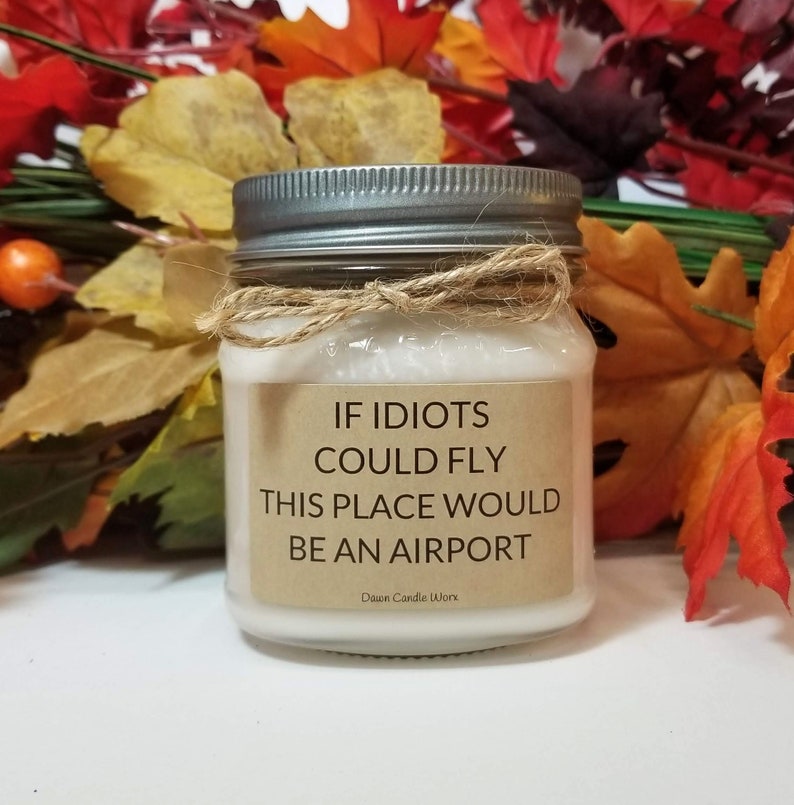 IF IDIOTS
COULD FLY
THIS PLACE WOULD
BE AN AIRPORT
Dawn Candle Worx